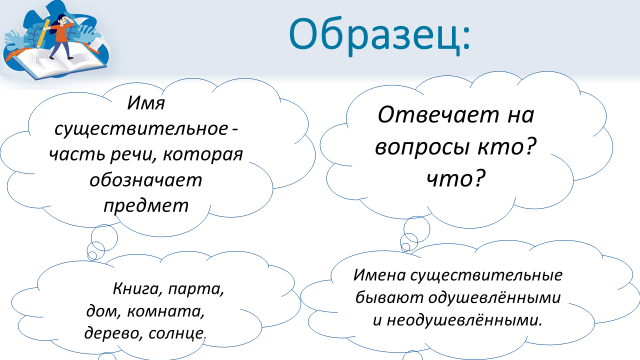 Образец:
Имя
существительное -
часть речи, которая
обозначает
предмет
Отвечает на
вопросы кто?
что?
Книга, парта,
дом, комната,
дерево, солнце.
Имена существительные
бывают одушевлёнными
и неодушевлёнными.